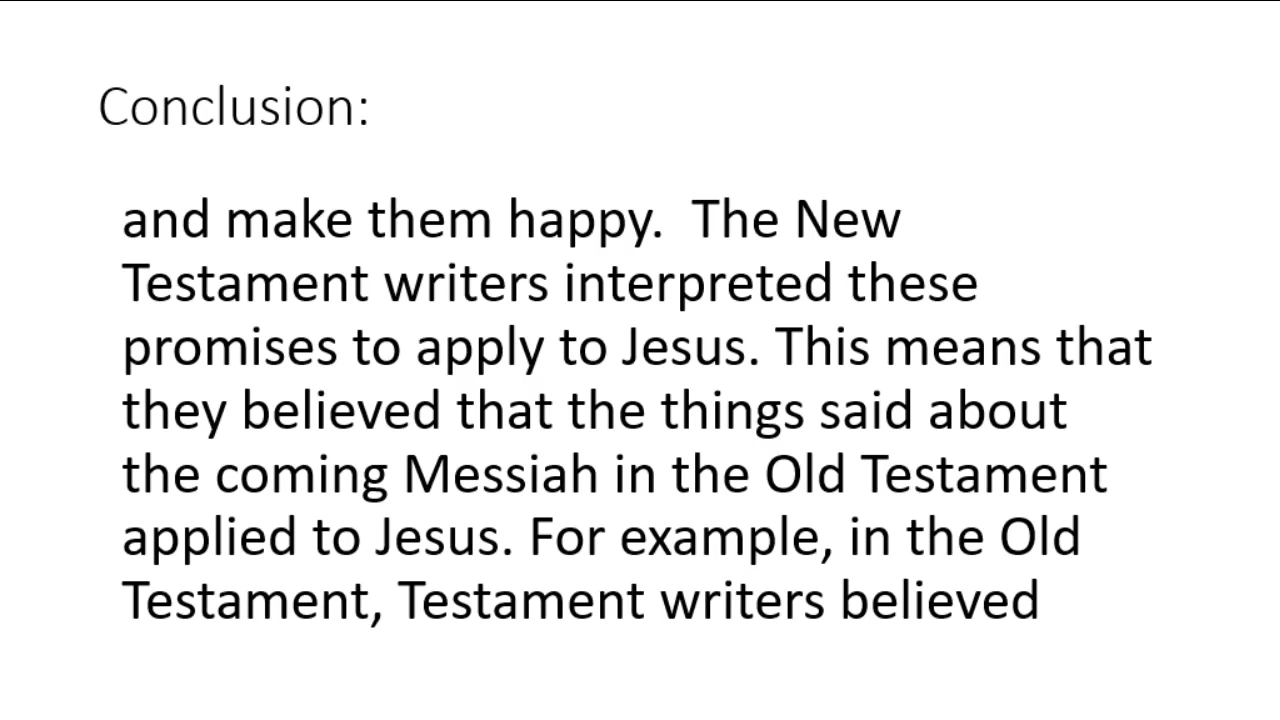 Conclusion:
and make them happy.  The New
Testament writers interpreted these
promises to apply to Jesus. This means that
they believed that the things said about
the coming Messiah in the Old Testament
applied to Jesus. For example, in the Old
Testament, Testament writers believed